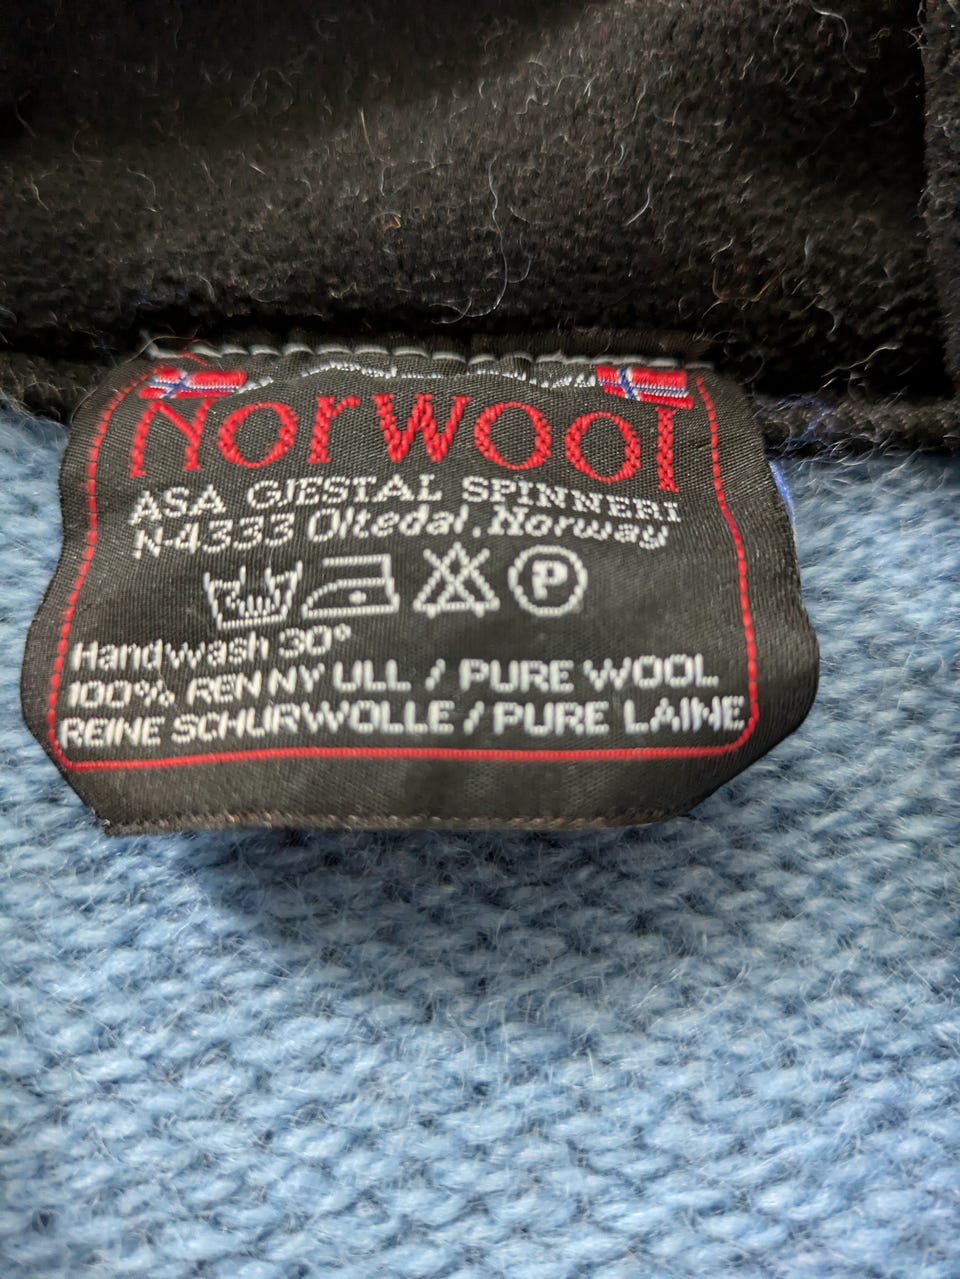 Norwool
ASA GJESTAL SPINNERI
N-4333 Oltedal.Norway
P
Handwash 30°
100% REN NY ULL / PURE WOOL
REINE SCHURWOLLE / PURE LAINE